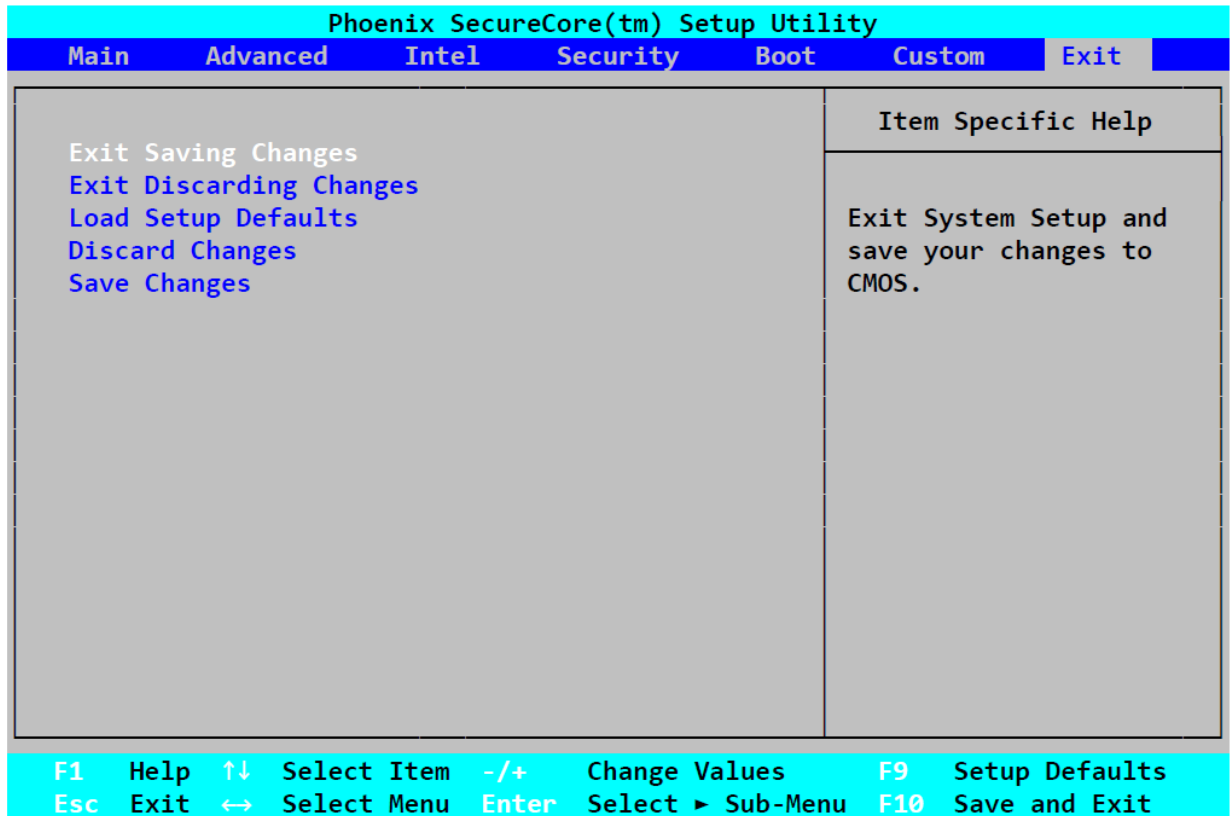 Phoenix SecureCore(tm) Setup Utility
Main Advanced Intel Security Boot Custom Exit
Exit Saving Changes
Exit Discarding Changes
Load Setup Defaults
Discard Changes
Save Changes
Item Specific Help
Exit System Setup and
save your changes to
CMOS.
F1 Help ↑↓ Select Item -/+ Change Values F9 Setup Defaults
Esc Exit ↔ Select Menu Enter Select ► Sub-Menu F10 Save and Exit